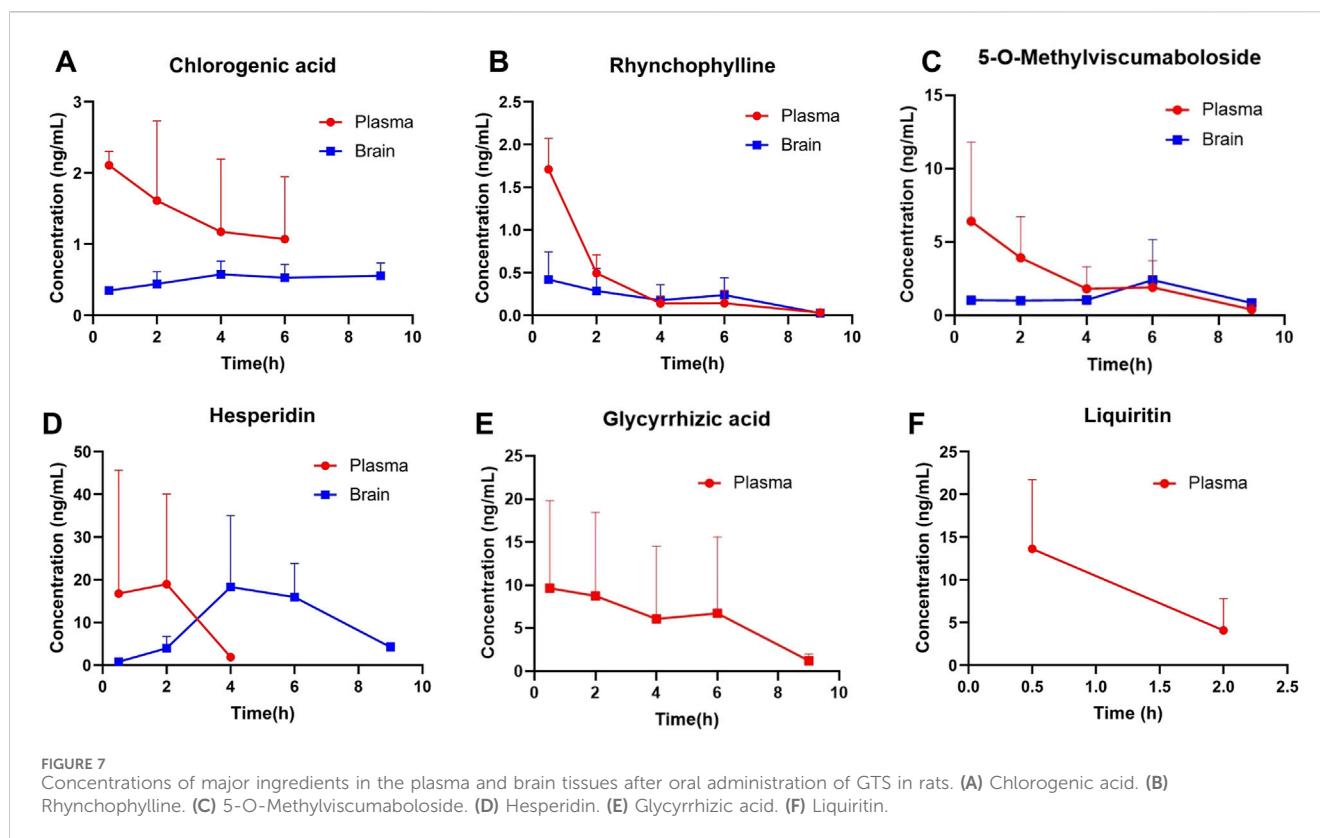 A
Chlorogenic acid
Concentration (ng/mL)
3
2
1
0
Plasma
Brain
0 2 4 6 8 10
Time(h)
B
Rhynchophylline
Concentration (ng/mL)
2.5
2.0
1.5
1.0
0.5
0.0
Plasma
Brain
0 2 4 6 8 10
Time(h)
C
5-O-Methylviscumaboloside
Concentration (ng/mL)
15
10
5
0
Plasma
Brain
0 2 4 6 8 10
Time(h)
D
Hesperidin
Concentration (ng/mL)
50
40
30
20
10
0
Plasma
Brain
0 2 4 6 8 10
Time(h)
E
Glycyrrhizic acid
Concentration (ng/mL)
25
20
15
10
5
0
Plasma
0 2 4 6 8 10
Time(h)
F
Liquiritin
Concentration (ng/mL)
25
20
15
10
5
0
Plasma
0.0 0.5 1.0 1.5 2.0 2.5
Time (h)
FIGURE 7
Concentrations of major ingredients in the plasma and brain tissues after oral administration of GTS in rats. (A) Chlorogenic acid. (B)
Rhynchophylline. (C) 5-O-Methylviscumaboloside. (D) Hesperidin. (E) Glycyrrhizic acid. (F) Liquiritin.